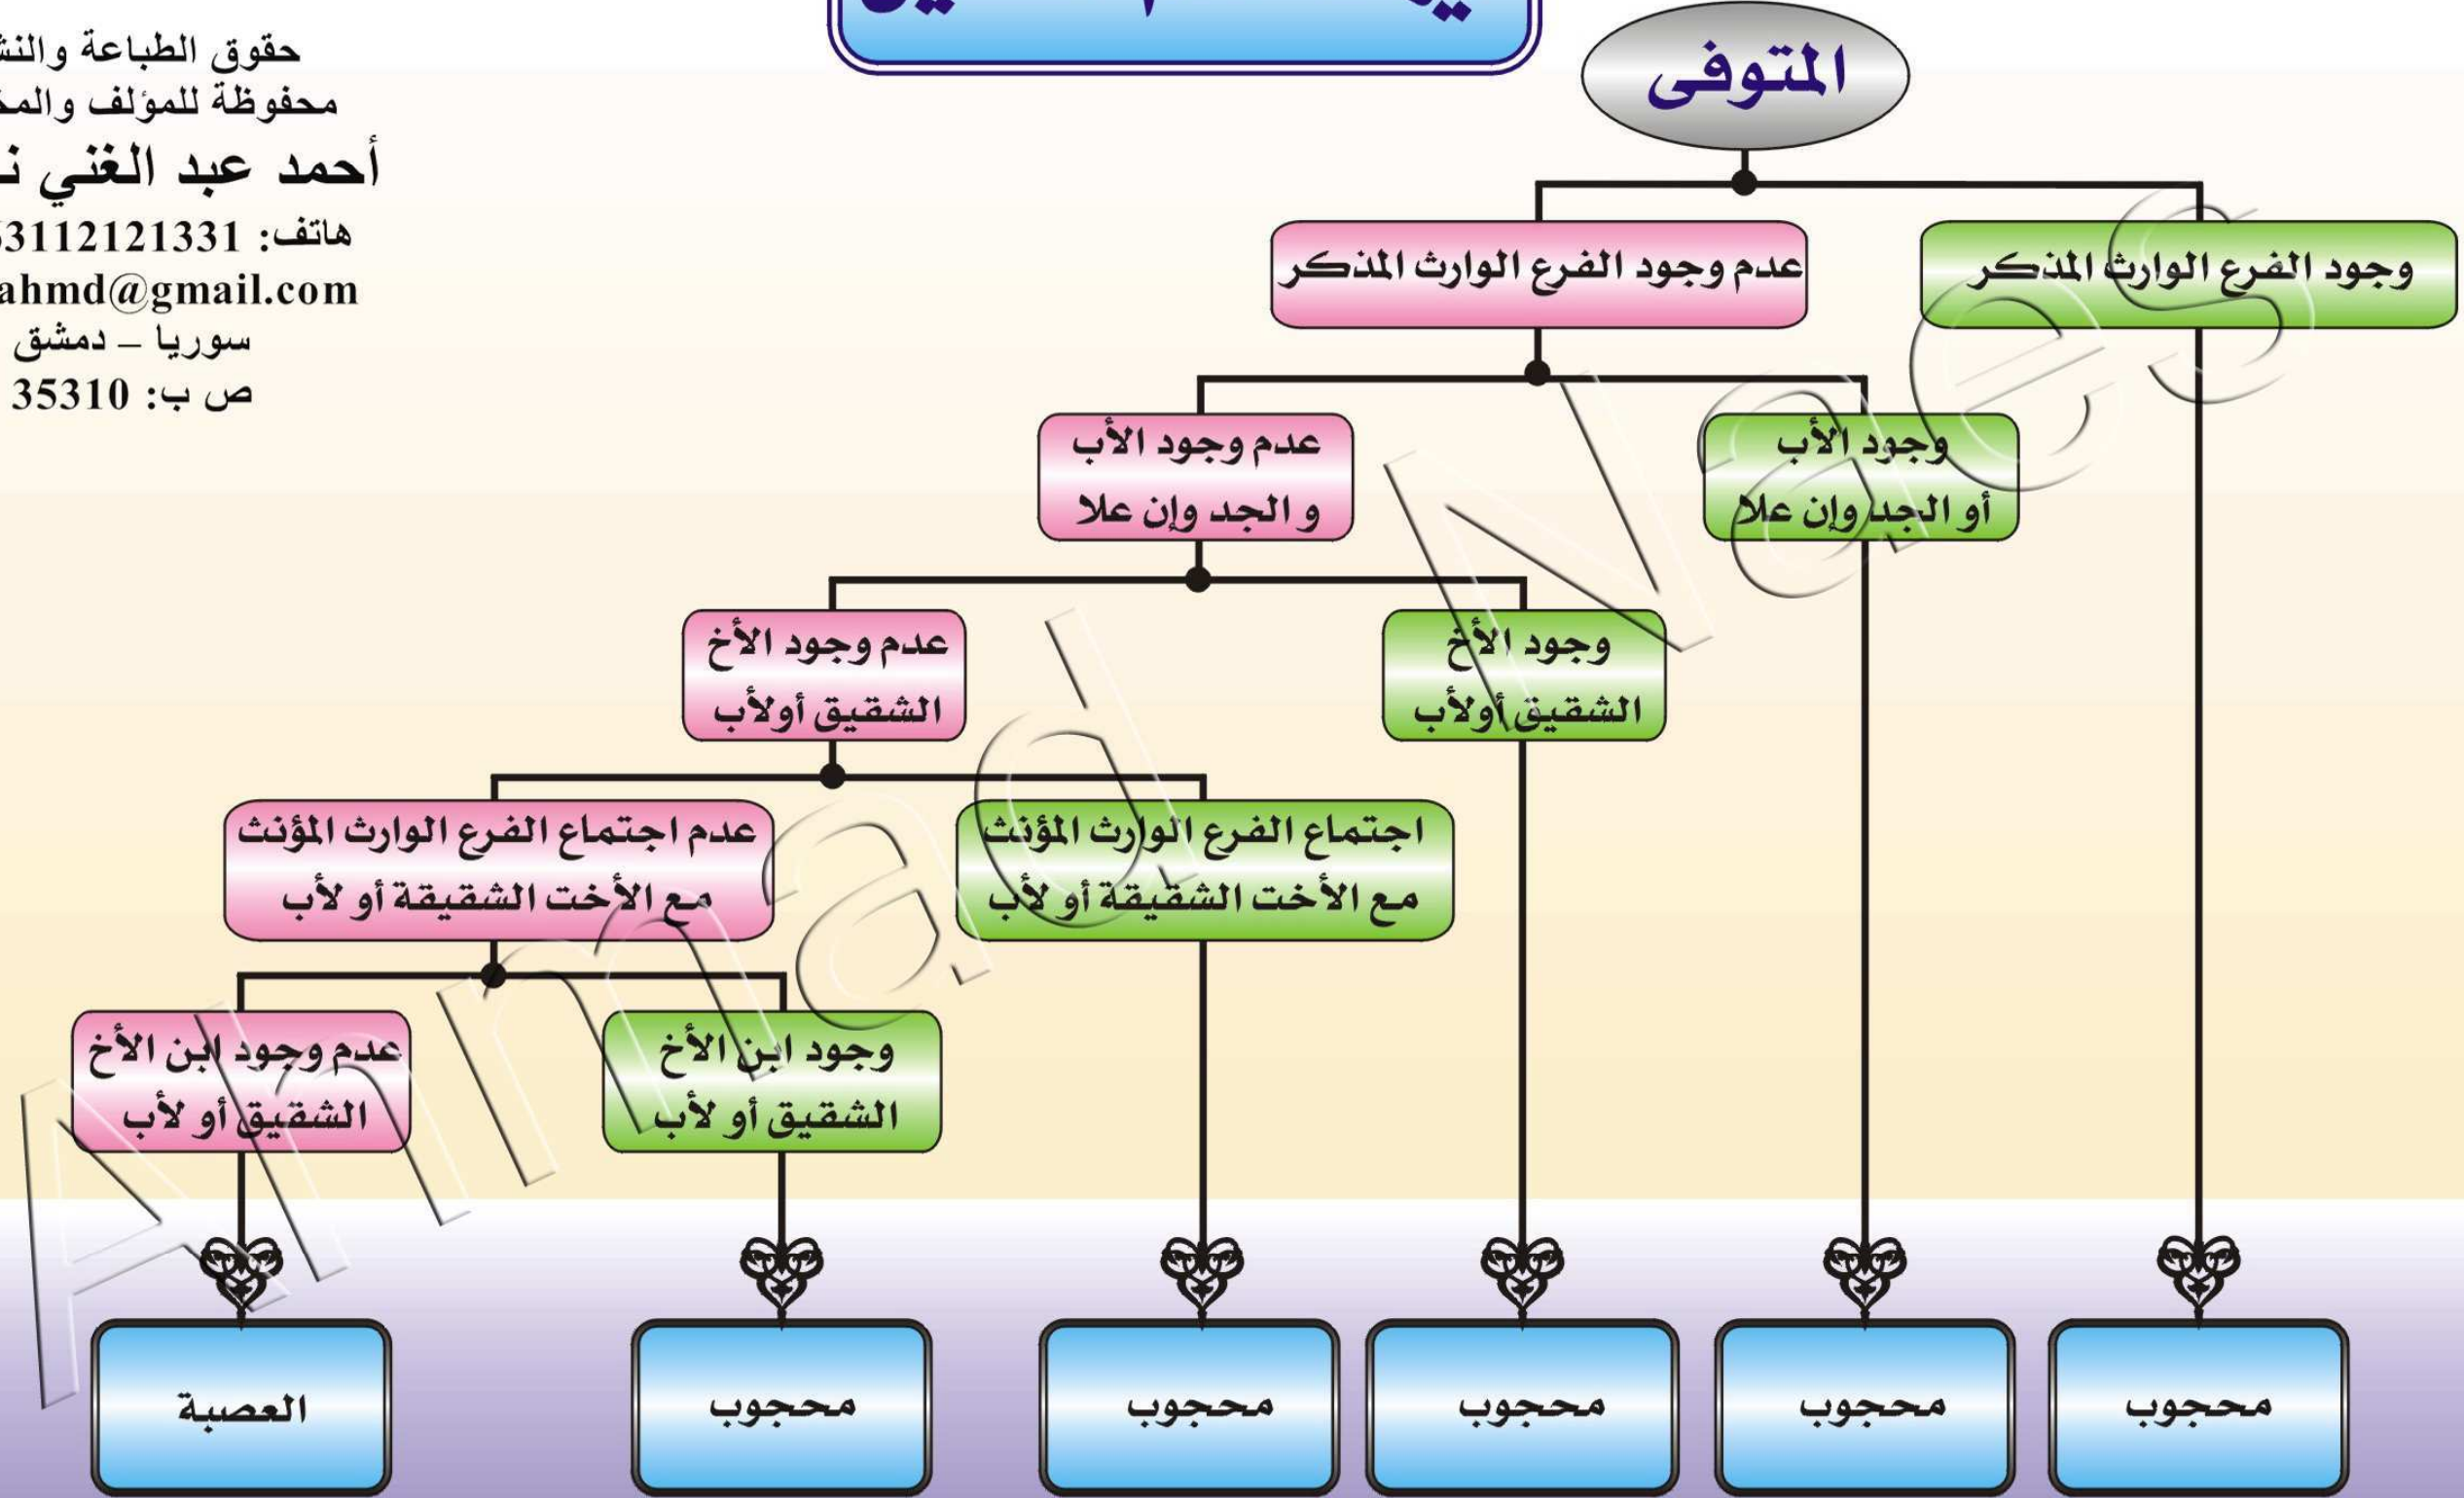 المتوفى
حقوق الطباعة
محفوظة للمؤلف
أحمد عبد الغني
هاتف: 3112121331
ahmd@gmail.com
سوريا – دمشق
ص ب: 35310
وجود الفرع الوارث المذكر
عدم وجود الفرع الوارث المذكر
وجود الأب
أو الجد وإن علا
عدم وجود الأب
و الجد وإن علا
وجود الأخ
الشقيق أولأب
عدم وجود الأخ
الشقيق أولأب
اجتماع الفرع الوارث المؤنث
مع الأخت الشقيقة أو لأب
عدم اجتماع الفرع الوارث المؤنث
مع الأخت الشقيقة أو لأب
وجود ابن الأخ
الشقيق أو لأب
عدم وجود ابن الأخ
الشقيق أو لأب
محجوب
محجوب
محجوب
محجوب
محجوب
العصبة
Ahmad Naes